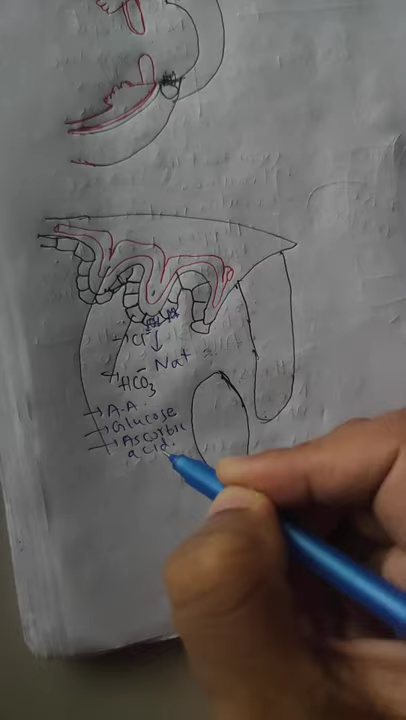 → Cl⁻
Na+
HCO₃⁻
→ A.A.
→ Glucose
→ Ascorbic
acid.